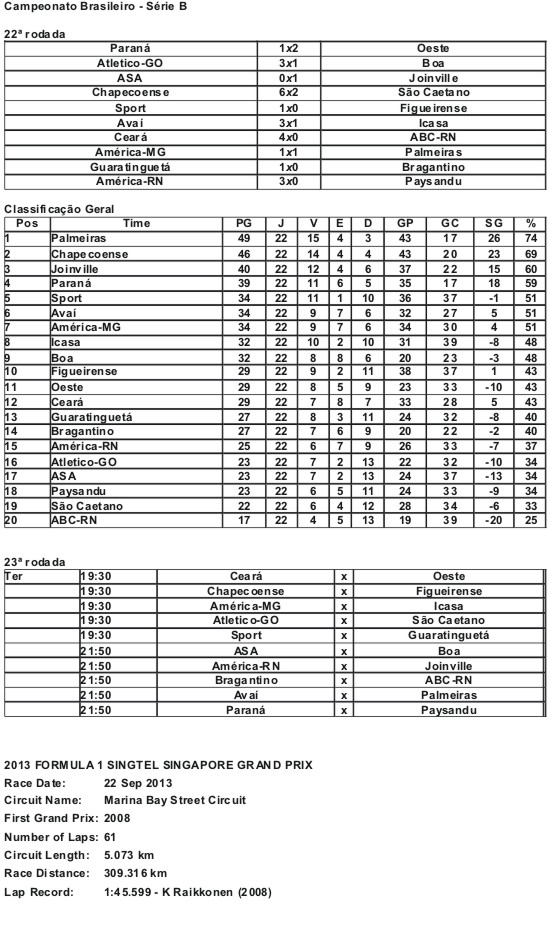 Campeonato Brasileiro - Série B
22ª rodada
Paraná 1x2 Oeste
Atletico-GO 3x1 Boa
ASA 0x1 Joinville
Chapecoense 6x2 São Caetano
Sport 1x0 Figueirense
Avaí 3x1 Icasa
Ceará 4x0 ABC-RN
América-MG 1x1 Palmeiras
Guaratinguetá 1x0 Bragantino
América-RN 3x0 Paysandu
Classificação Geral
Pos Time PG J V E D GP GC SG %
1 Palmeiras 49 22 15 4 3 43 17 26 74
2 Chapecoense 46 22 14 4 4 43 20 23 69
3 Joinville 40 22 12 4 6 37 22 15 60
4 Paraná 39 22 11 6 5 35 17 18 59
5 Sport 34 22 11 1 10 36 37 -1 51
6 Avaí 34 22 9 7 6 32 27 5 51
7 América-MG 34 22 9 7 6 34 30 4 51
8 Icasa 32 22 10 2 10 31 39 -8 48
9 Boa 32 22 8 8 6 20 23 -3 48
10 Figueirense 29 22 9 2 11 38 37 1 43
11 Oeste 29 22 8 5 9 23 33 -10 43
12 Ceará 29 22 7 8 7 33 28 5 43
13 Guaratinguetá 27 22 8 3 11 24 32 -8 40
14 Bragantino 27 22 7 6 9 20 22 -2 40
15 América-RN 25 22 6 7 9 26 33 -7 37
16 Atletico-GO 23 22 7 2 13 22 32 -10 34
17 ASA 23 22 7 2 13 24 37 -13 34
18 Paysandu 23 22 6 5 11 24 33 -9 34
19 São Caetano 22 22 6 4 12 28 34 -6 33
20 ABC-RN 17 22 4 5 13 19 39 -20 25
23ª rodada
Ter 19:30 Ceará x Oeste
19:30 Chapecoense x Figueirense
19:30 América-MG x Icasa
19:30 Atletico-GO x São Caetano
19:30 Sport x Guaratinguetá
21:50 ASA x Boa
21:50 América-RN x Joinville
21:50 Bragantino x ABC-RN
21:50 Avaí x Palmeiras
21:50 Paraná x Paysandu
2013 FORMULA 1 SINGTEL SINGAPORE GRAND PRIX
Race Date: 22 Sep 2013
Circuit Name: Marina Bay Street Circuit
First Grand Prix: 2008
Number of Laps: 61
Circuit Length: 5.073 km
Race Distance: 309.316 km
Lap Record: 1:45.599 - K Raikkonen (2008)